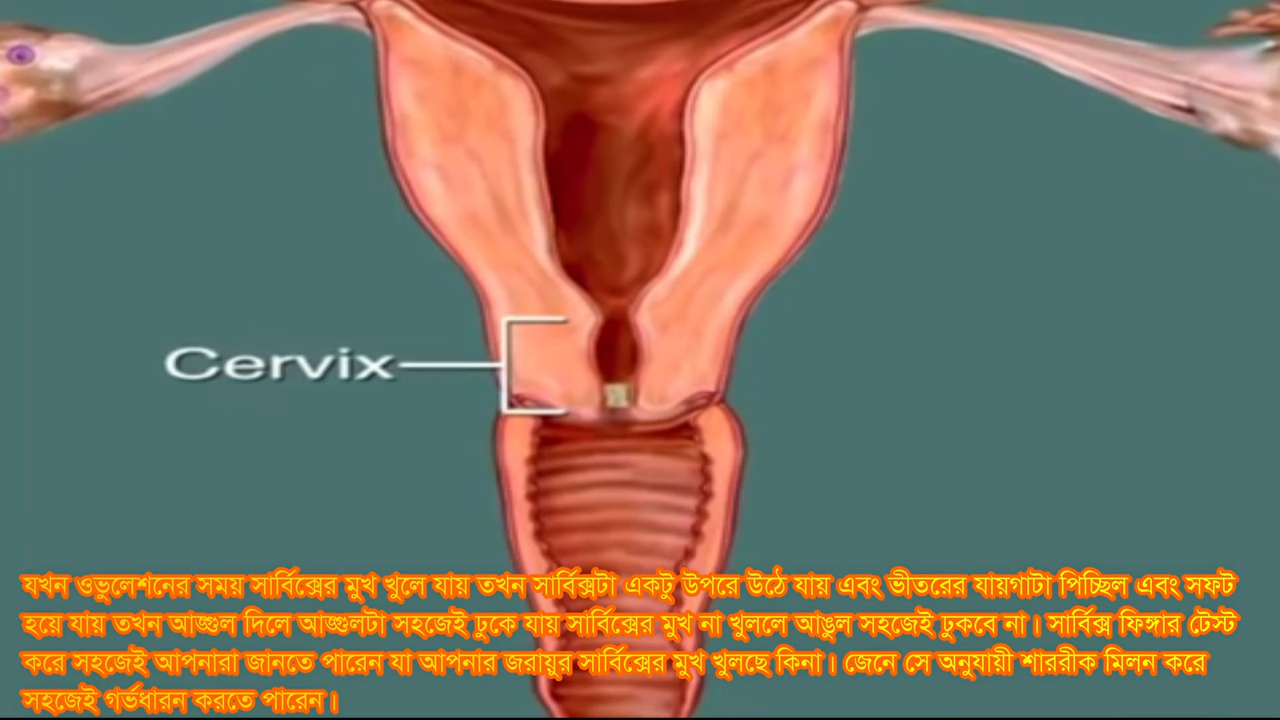 Cervix
যখন ওভুলেশনের সময় সার্বিক্সের মুখ খুলে যায় তখন সার্বিক্সটা একটু উপরে উঠে যায় এবং ভীতরের যায়গাটা পিচ্ছিল এবং সফট
হয়ে যায় তখন আঙ্গুল দিলে আঙ্গুলটা সহজেই ঢুকে যায় সার্বিক্সের মুখ না খুললে আঙুল সহজেই ঢুকবে না। সার্বিক্স ফিঙ্গার টেস্ট
করে সহজেই আপনারা জানতে পারেন যা আপনার জরায়ুর সার্বিক্সের মুখ খুলছে কিনা। জেনে সে অনুযায়ী শাররীক মিলন করে
সহজেই গর্ভধারন করতে পারেন।